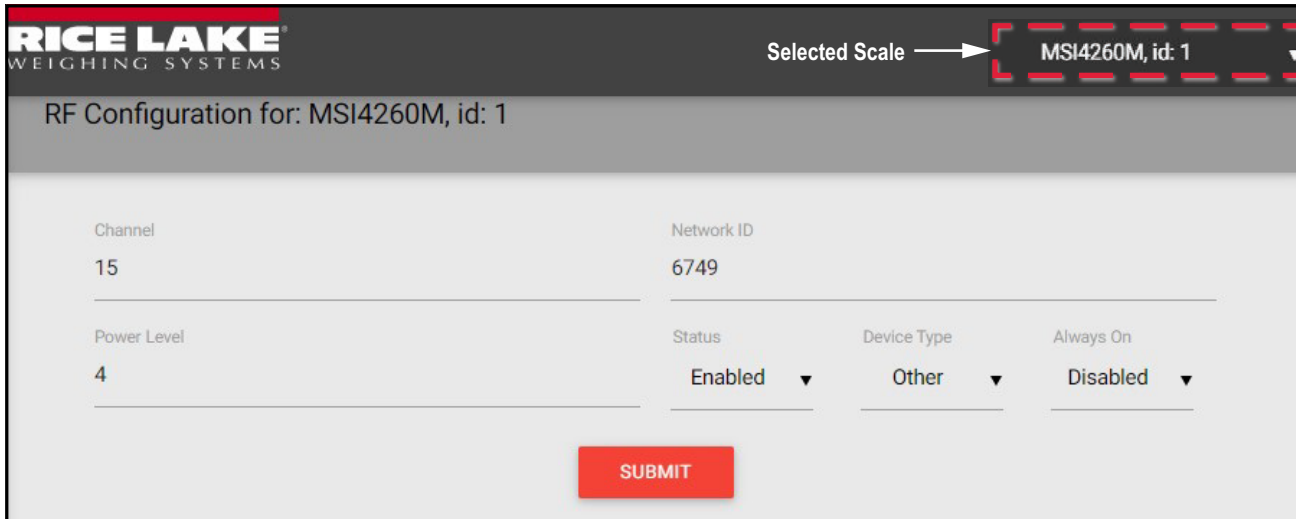 RICE LAKE
WEIGHING SYSTEMS
Selected Scale
MSI4260M, id: 1
RF Configuration for: MSI4260M, id: 1
Channel
Network ID
15
6749
Power Level
Status
Device Type
Always On
4
Enabled
Other
Disabled
SUBMIT